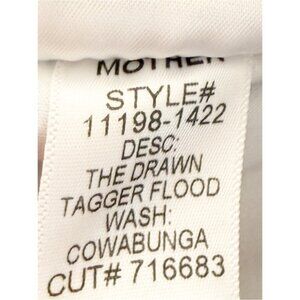 MOTHER
STYLE#
11198-1422
DESC:
THE DRAWN
TAGGER FLOOD
WASH:
COWABUNGA
CUT# 716683